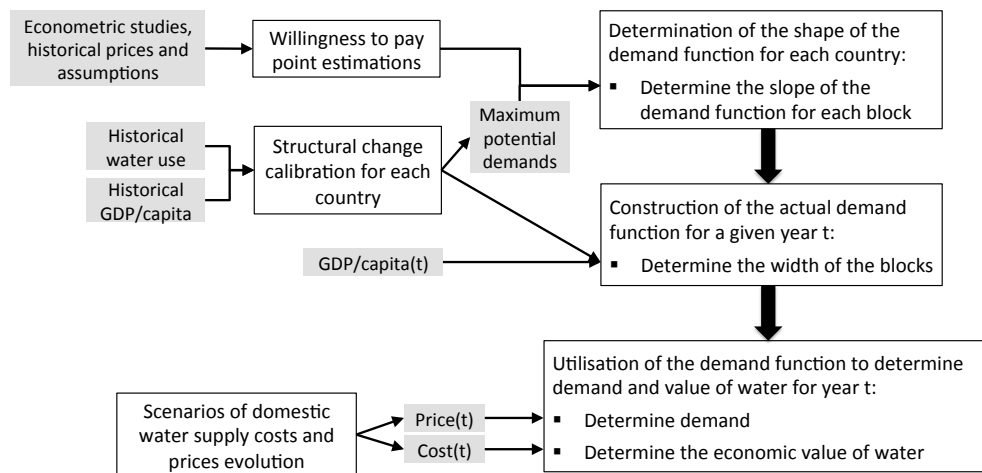 Econometric studies,
historical prices and
assumptions
Willingness to pay
point estimations
Determination of the shape of the
demand function for each country:
▪ Determine the slope of the
demand function for each block
Maximum
potential
demands
Historical
water use
Historical
GDP/capita
Structural change
calibration for each
country
Construction of the actual demand
function for a given year t:
▪ Determine the width of the blocks
GDP/capita(t)
Utilisation of the demand function to determine
demand and value of water for year t:
▪ Determine demand
▪ Determine the economic value of water
Scenarios of domestic
water supply costs and
prices evolution
Price(t)
Cost(t)